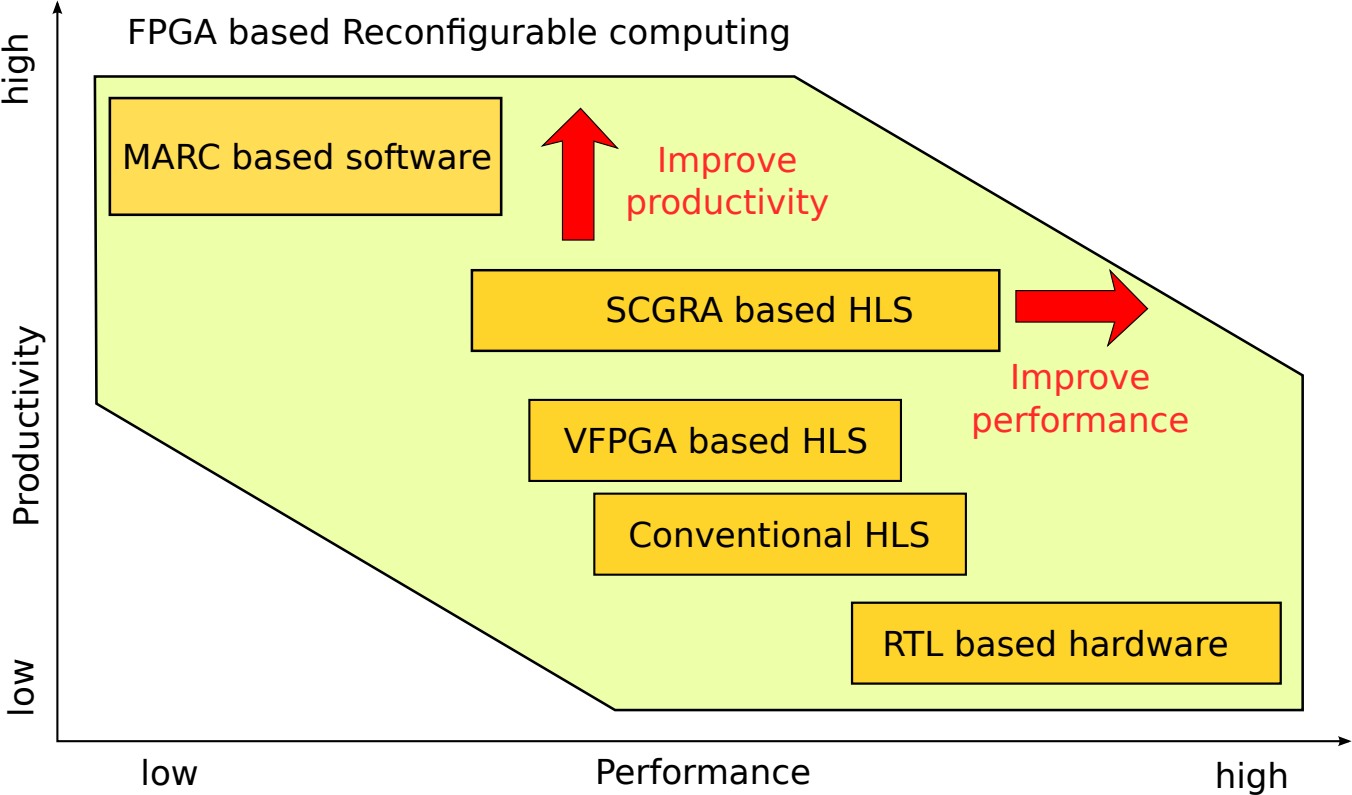 FPGA based Reconfigurable computing
high
MARC based software
Improve
productivity
SCGRA based HLS
Improve
performance
Productivity
VFPGA based HLS
Conventional HLS
RTL based hardware
low
low
Performance
high